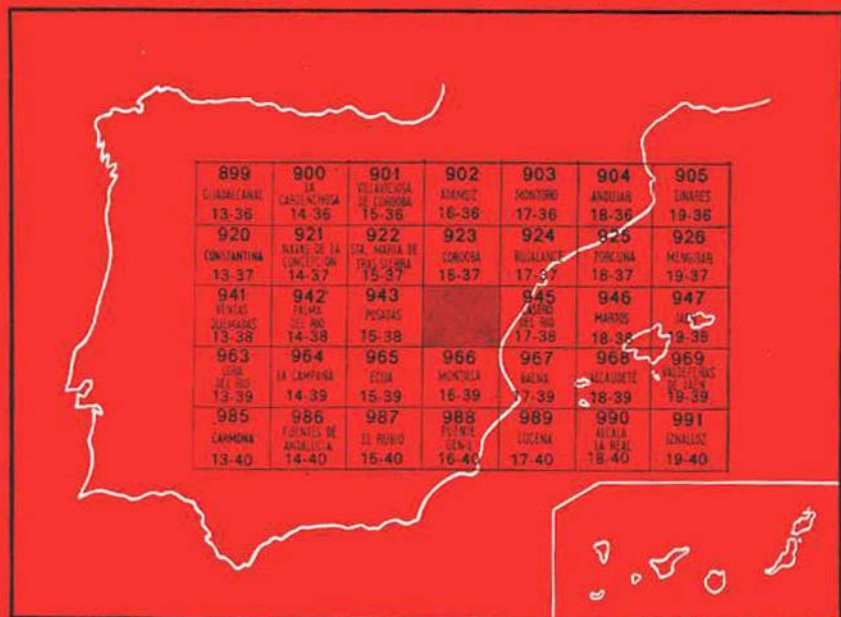 899 900 901 902 903 904 905
GUADALCANAL LA CARDENCHOSA VILLAVICIOSA DE CORDOBA ADAMUZ MONTORO ANDUJAR LINARES
13-36 14-36 15-36 16-36 17-36 18-36 19-36
920 921 922 923 924 925 926
CONSTANTINA NAVAS DE LA CONCEPCION STA. MARIA DE TRASSIERRA CORDOBA BUJALANCE PORCUNA MENGIBAR
13-37 14-37 15-37 16-37 17-37 18-37 19-37
941 942 943 945 946 947
VENTAS QUEMADAS PALMA DEL RIO POSADAS CASTRO DEL RIO MARTOS JAEN
13-38 14-38 15-38 17-38 18-38 19-38
963 964 965 966 967 968 969
LORA DEL RIO LA CAMPANA ECIJA MONTILLA BAENA ALCAUDETE VALDEPEÑAS DE JAEN
13-39 14-39 15-39 16-39 17-39 18-39 19-39
985 986 987 988 989 990 991
CARMONA FUENTES DE ANDALUCIA EL RUBIO PUENTE GENIL LUCENA ALCALA LA REAL IZNALLOZ
13-40 14-40 15-40 16-40 17-40 18-40 19-40